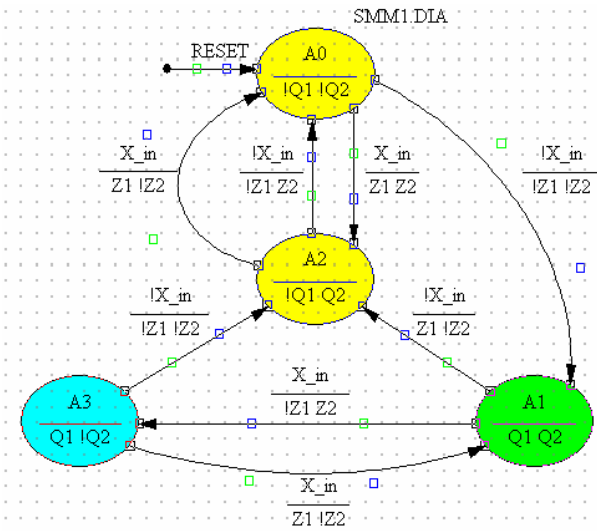 SMM1.DIA
RESET
A0
!Q1 !Q2
X_in
Z1 !Z2
!X_in
!Z1 Z2
X_in
Z1 Z2
!X_in
!Z1 !Z2
A2
!Q1 Q2
!X_in
!Z1 !Z2
!X_in
Z1 !Z2
X_in
!Z1 Z2
A3
Q1 !Q2
A1
Q1 Q2
X_in
Z1 !Z2